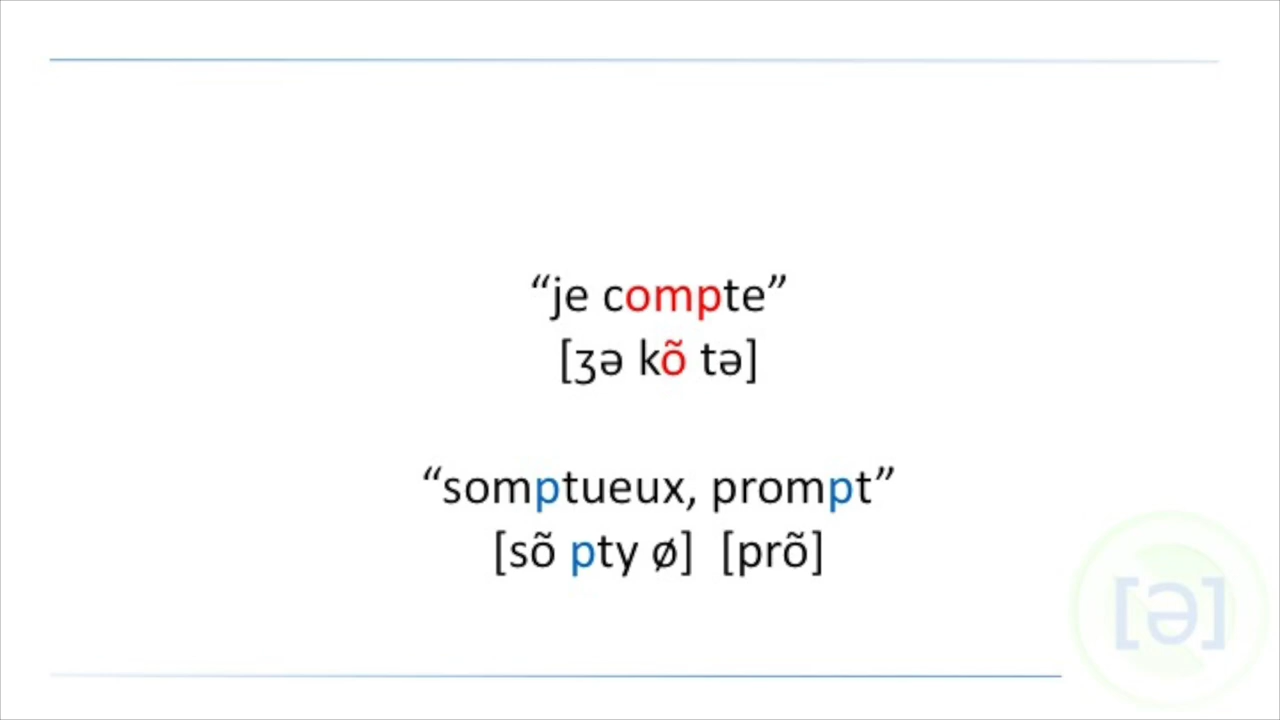 “je compte”
[ʒə kõ tə]
“somptueux, prompt”
[sõ pty ø] [prõ]
[ə]